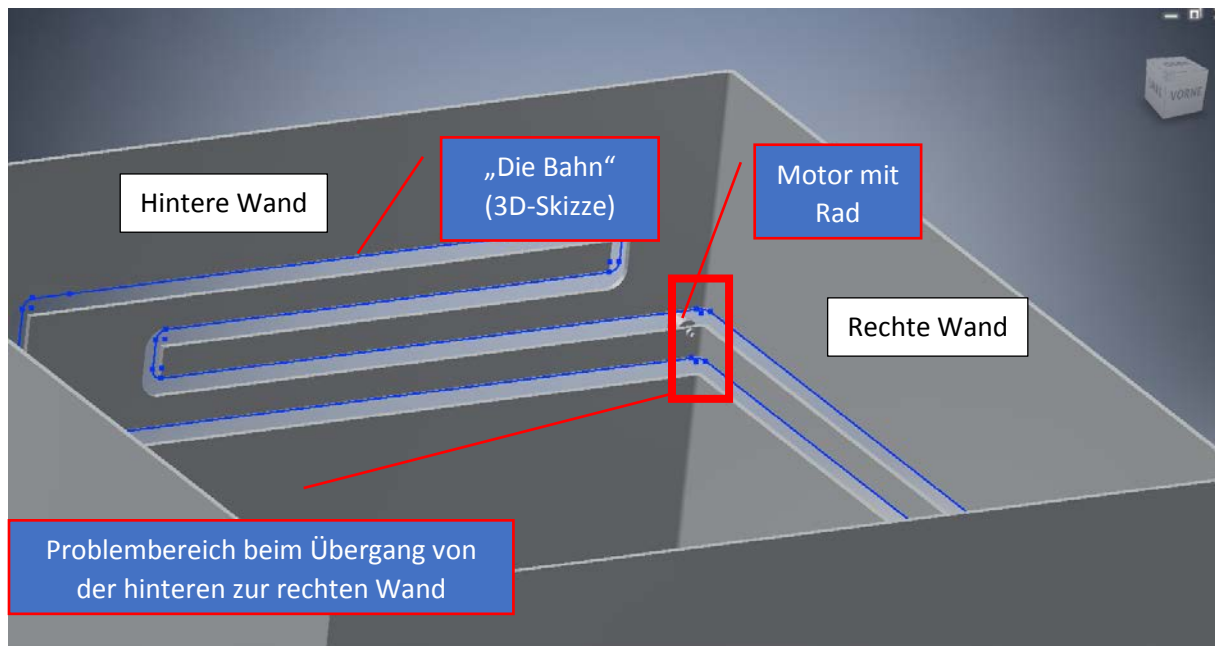 Hintere Wand
„Die Bahn“
(3D-Skizze)
Motor mit
Rad
Rechte Wand
VORNE
Problembereich beim Übergang von
der hinteren zur rechten Wand